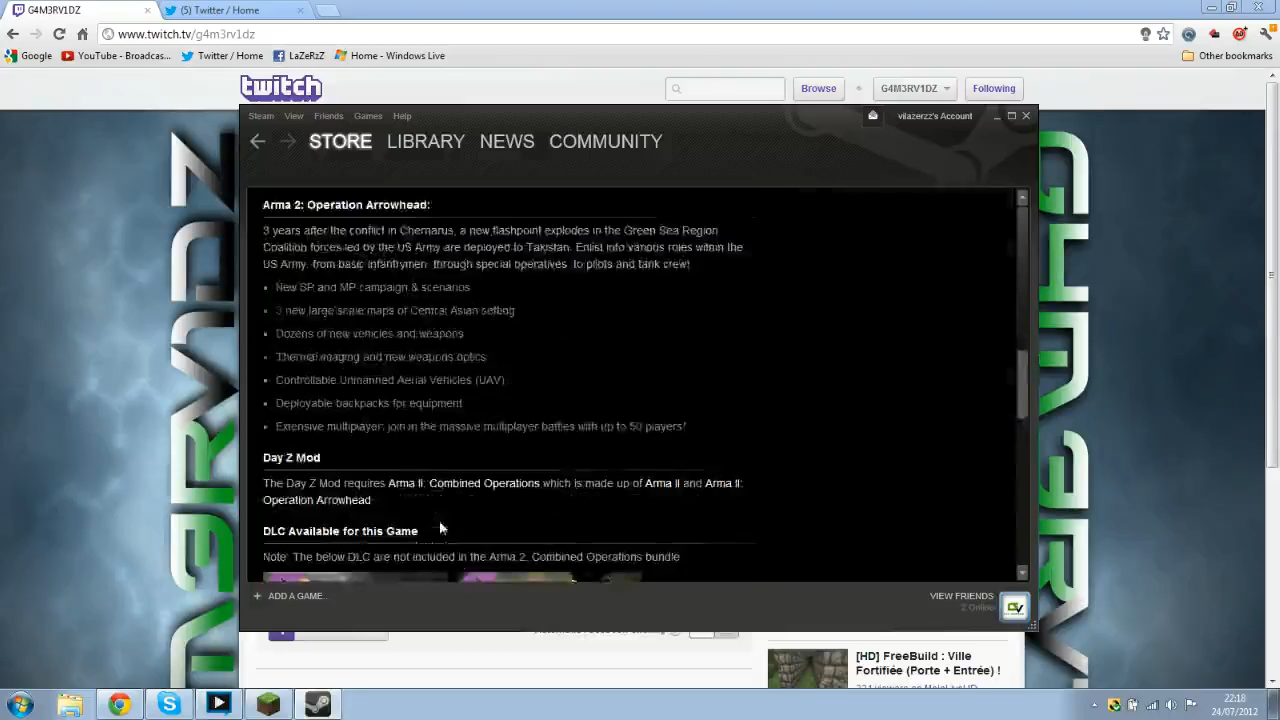 G4M3RV1DZ
(5) Twitter / Home
www.twitch.tv/g4m3rv1dz
Google
YouTube - Broadcas...
Twitter / Home
LaZeRzZ
Home - Windows Live
Other bookmarks
twitch
Browse
G4M3RV1DZ
Following
Steam View Friends Games Help
vilazerzz's Account
STORE LIBRARY NEWS COMMUNITY
Arma 2: Operation Arrowhead:
3 years after the conflict in Chernarus, a new flashpoint explodes in the Green Sea Region
Coalition forces led by the US Army are deployed to Takistan. Enlist into various roles within the
US Army, from basic infantrymen, through special operatives, to pilots and tank crew!
New SP and MP campaign & scenarios
3 new large scale maps of Central Asian setting
Dozens of new vehicles and weapons
Thermal imaging and new weapons optics
Controllable Unmanned Aerial Vehicles (UAV)
Deployable backpacks for equipment
Extensive multiplayer: join in the massive multiplayer battles with up to 50 players!
Day Z Mod
The Day Z Mod requires Arma II: Combined Operations which is made up of Arma II and Arma II:
Operation Arrowhead
DLC Available for this Game
Note: The below DLC are not included in the Arma 2: Combined Operations bundle
+ ADD A GAME...
VIEW FRIENDS
2 Online
[HD] FreeBuild : Ville
Fortifiée (Porte + Entrée) !
22:18
24/07/2012